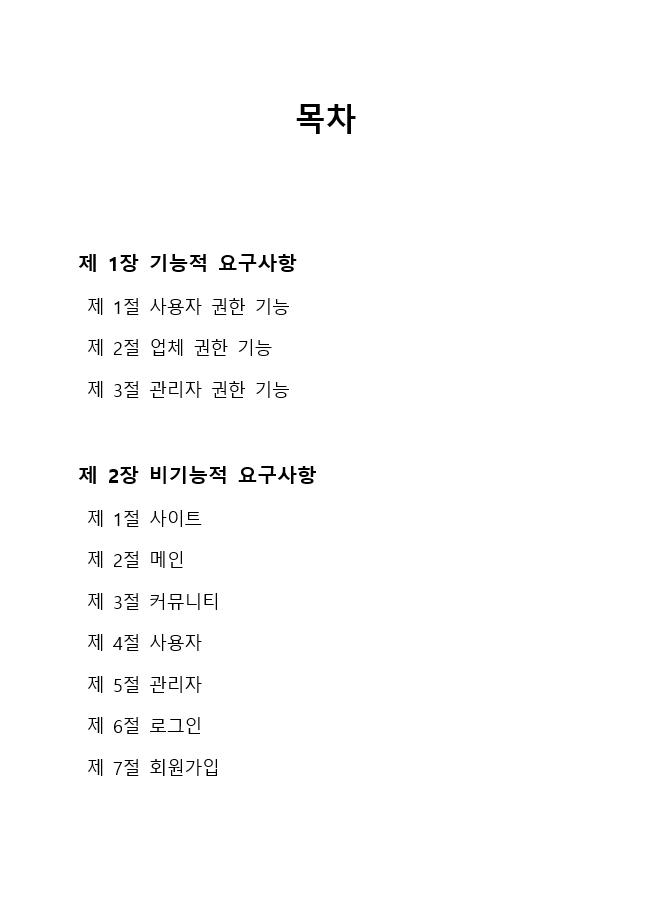 목차
제 1장 기능적 요구사항
제 1절 사용자 권한 기능
제 2절 업체 권한 기능
제 3절 관리자 권한 기능
제 2장 비기능적 요구사항
제 1절 사이트
제 2절 메인
제 3절 커뮤니티
제 4절 사용자
제 5절 관리자
제 6절 로그인
제 7절 회원가입